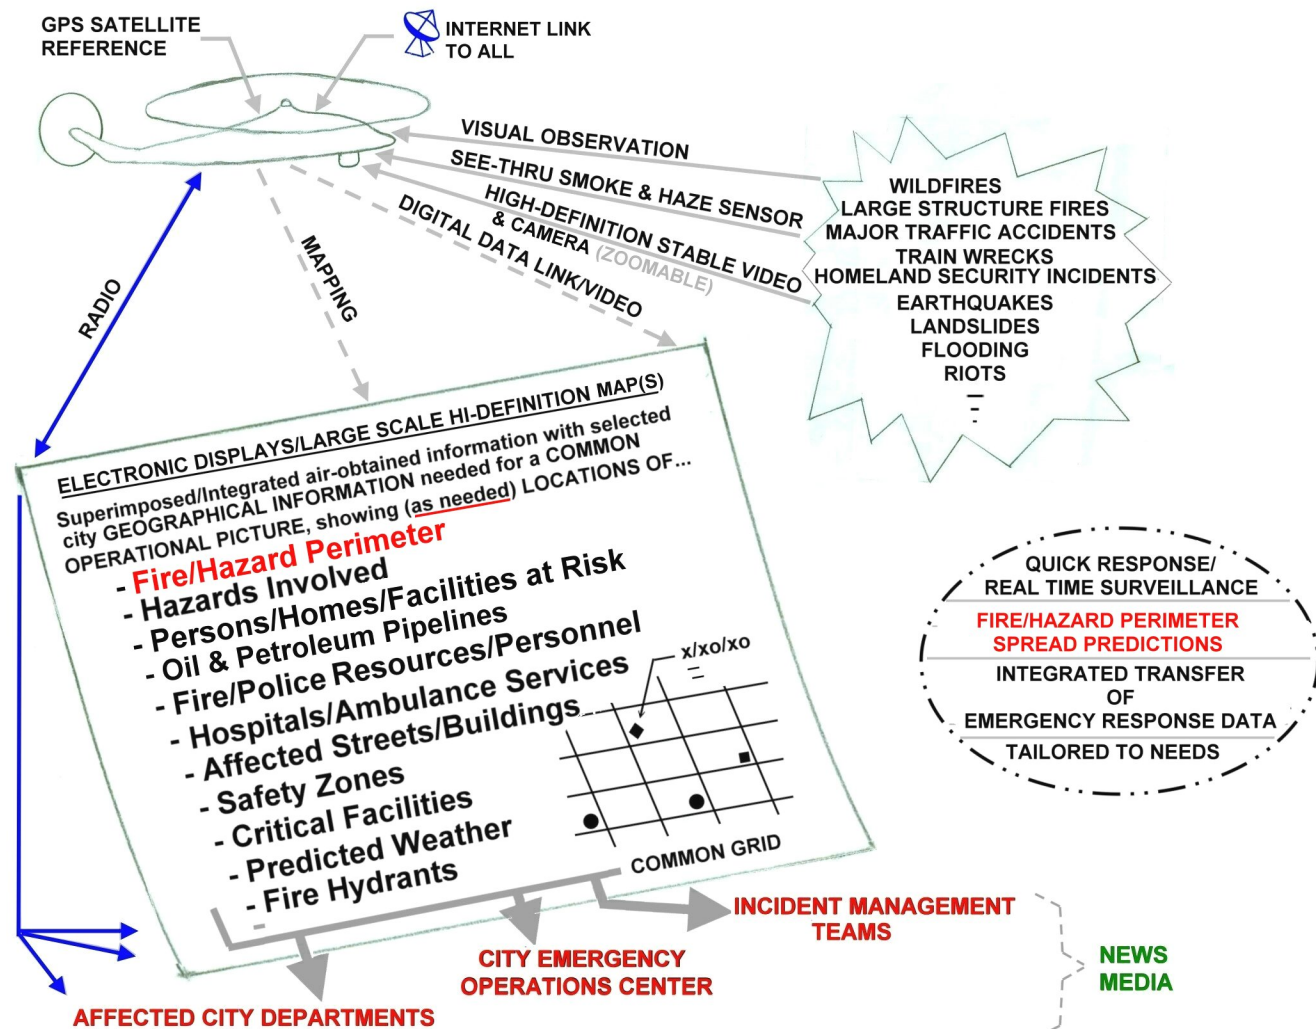 GPS SATELLITE
REFERENCE
INTERNET LINK
TO ALL
VISUAL OBSERVATION
SEE-THRU SMOKE & HAZE SENSOR
HIGH-DEFINITION STABLE VIDEO
& CAMERA (ZOOMABLE)
DIGITAL DATA LINK/VIDEO
MAPPING
RADIO
WILDFIRES
LARGE STRUCTURE FIRES
MAJOR TRAFFIC ACCIDENTS
TRAIN WRECKS
HOMELAND SECURITY INCIDENTS
EARTHQUAKES
LANDSLIDES
FLOODING
RIOTS
ELECTRONIC DISPLAYS/LARGE SCALE HI-DEFINITION MAP(S)
Superimposed/Integrated air-obtained information with selected
city GEOGRAPHICAL INFORMATION needed for a COMMON
OPERATIONAL PICTURE, showing (as needed) LOCATIONS OF...
- Fire/Hazard Perimeter
- Hazards Involved
- Persons/Homes/Facilities at Risk
- Oil & Petroleum Pipelines
- Fire/Police Resources/Personnel
- Hospitals/Ambulance Services
- Affected Streets/Buildings
- Safety Zones
- Critical Facilities
- Predicted Weather
- Fire Hydrants
x/xo/xo
COMMON GRID
QUICK RESPONSE/
REAL TIME SURVEILLANCE
FIRE/HAZARD PERIMETER
SPREAD PREDICTIONS
INTEGRATED TRANSFER
OF
EMERGENCY RESPONSE DATA
TAILORED TO NEEDS
INCIDENT MANAGEMENT
TEAMS
CITY EMERGENCY
OPERATIONS CENTER
AFFECTED CITY DEPARTMENTS
NEWS
MEDIA